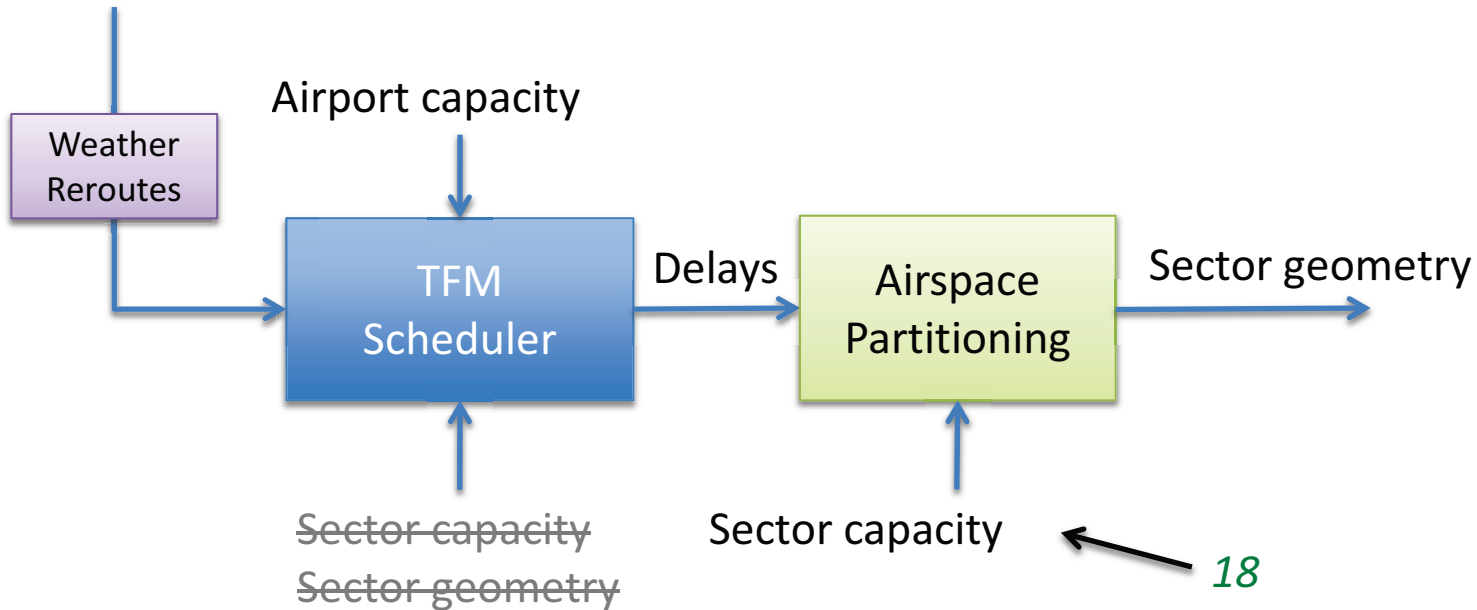 Airport capacity
Weather
Reroutes
TFM
Scheduler
Delays
Airspace
Partitioning
Sector geometry
Sector capacity
Sector geometry
Sector capacity
18